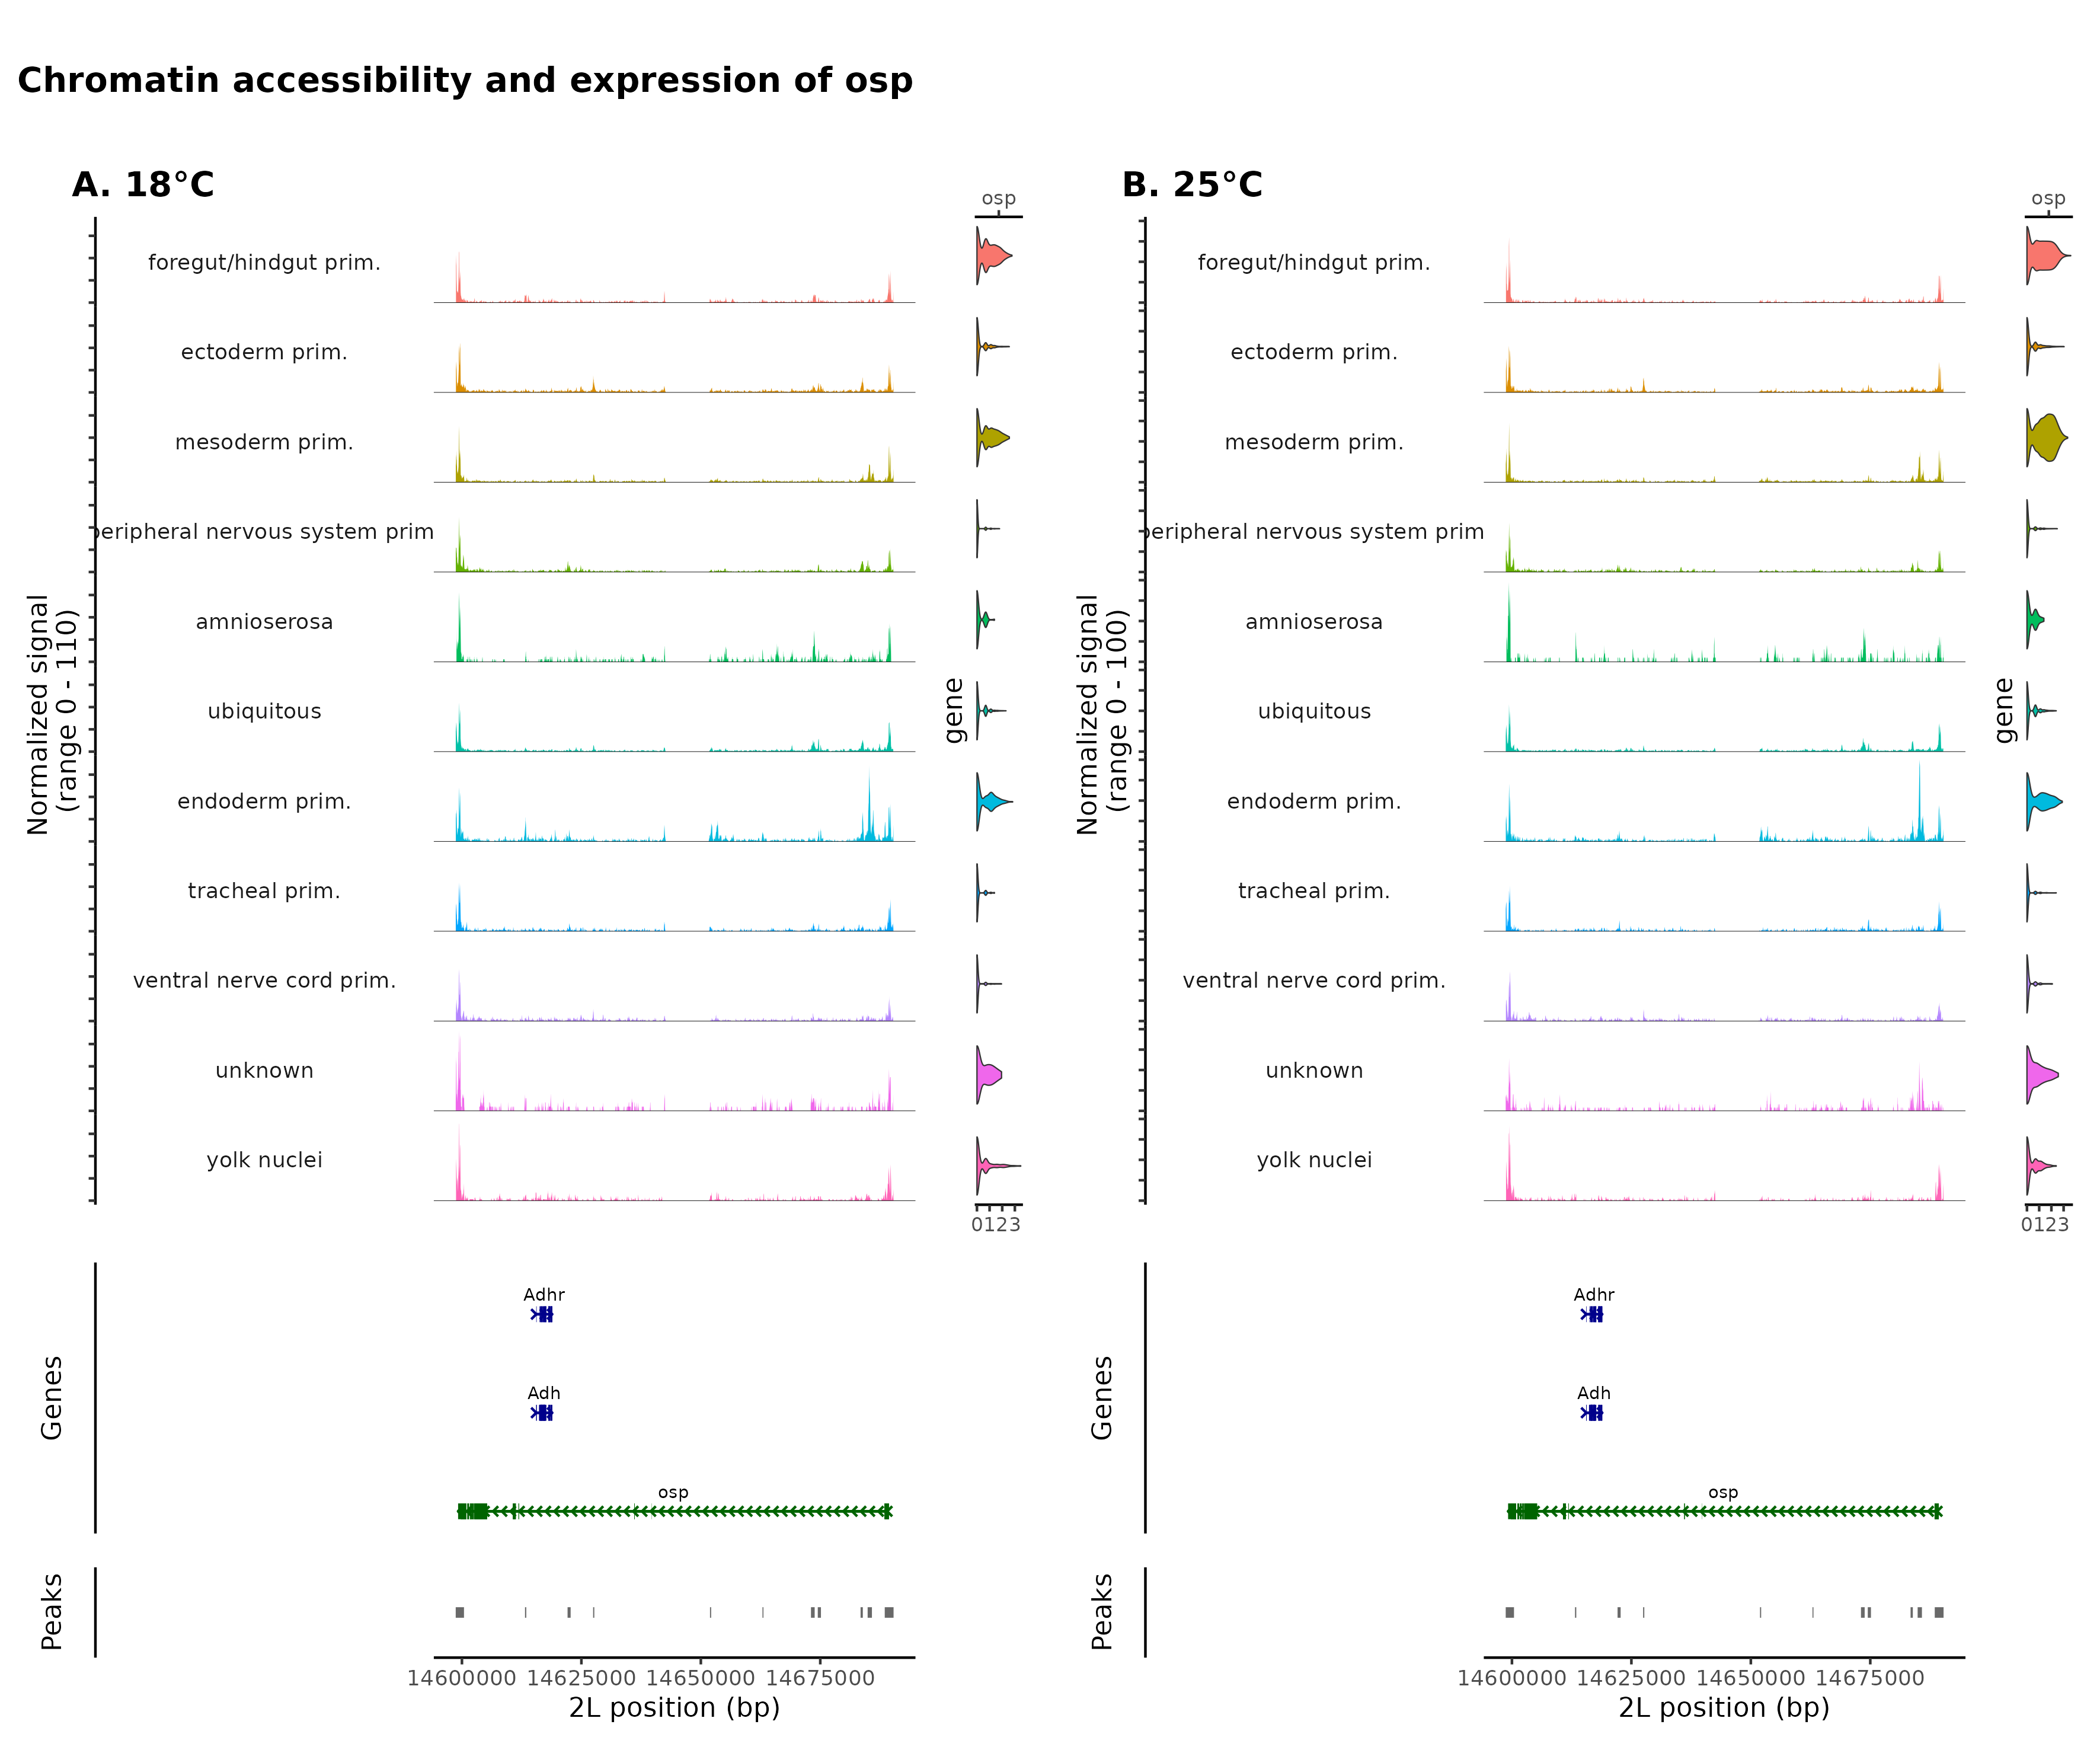 Chromatin accessibility and expression of osp
A. 18°C
osp
foregut/hindgut prim.
ectoderm prim.
mesoderm prim.
peripheral nervous system prim
amnioserosa
ubiquitous
endoderm prim.
tracheal prim.
ventral nerve cord prim.
unknown
yolk nuclei
Normalized signal
(range 0 - 110)
gene
0123
Genes
Adhr
Adh
osp
Peaks
14600000 14625000 14650000 14675000
2L position (bp)
B. 25°C
osp
foregut/hindgut prim.
ectoderm prim.
mesoderm prim.
peripheral nervous system prim
amnioserosa
ubiquitous
endoderm prim.
tracheal prim.
ventral nerve cord prim.
unknown
yolk nuclei
Normalized signal
(range 0 - 100)
gene
0123
Genes
Adhr
Adh
osp
Peaks
14600000 14625000 14650000 14675000
2L position (bp)